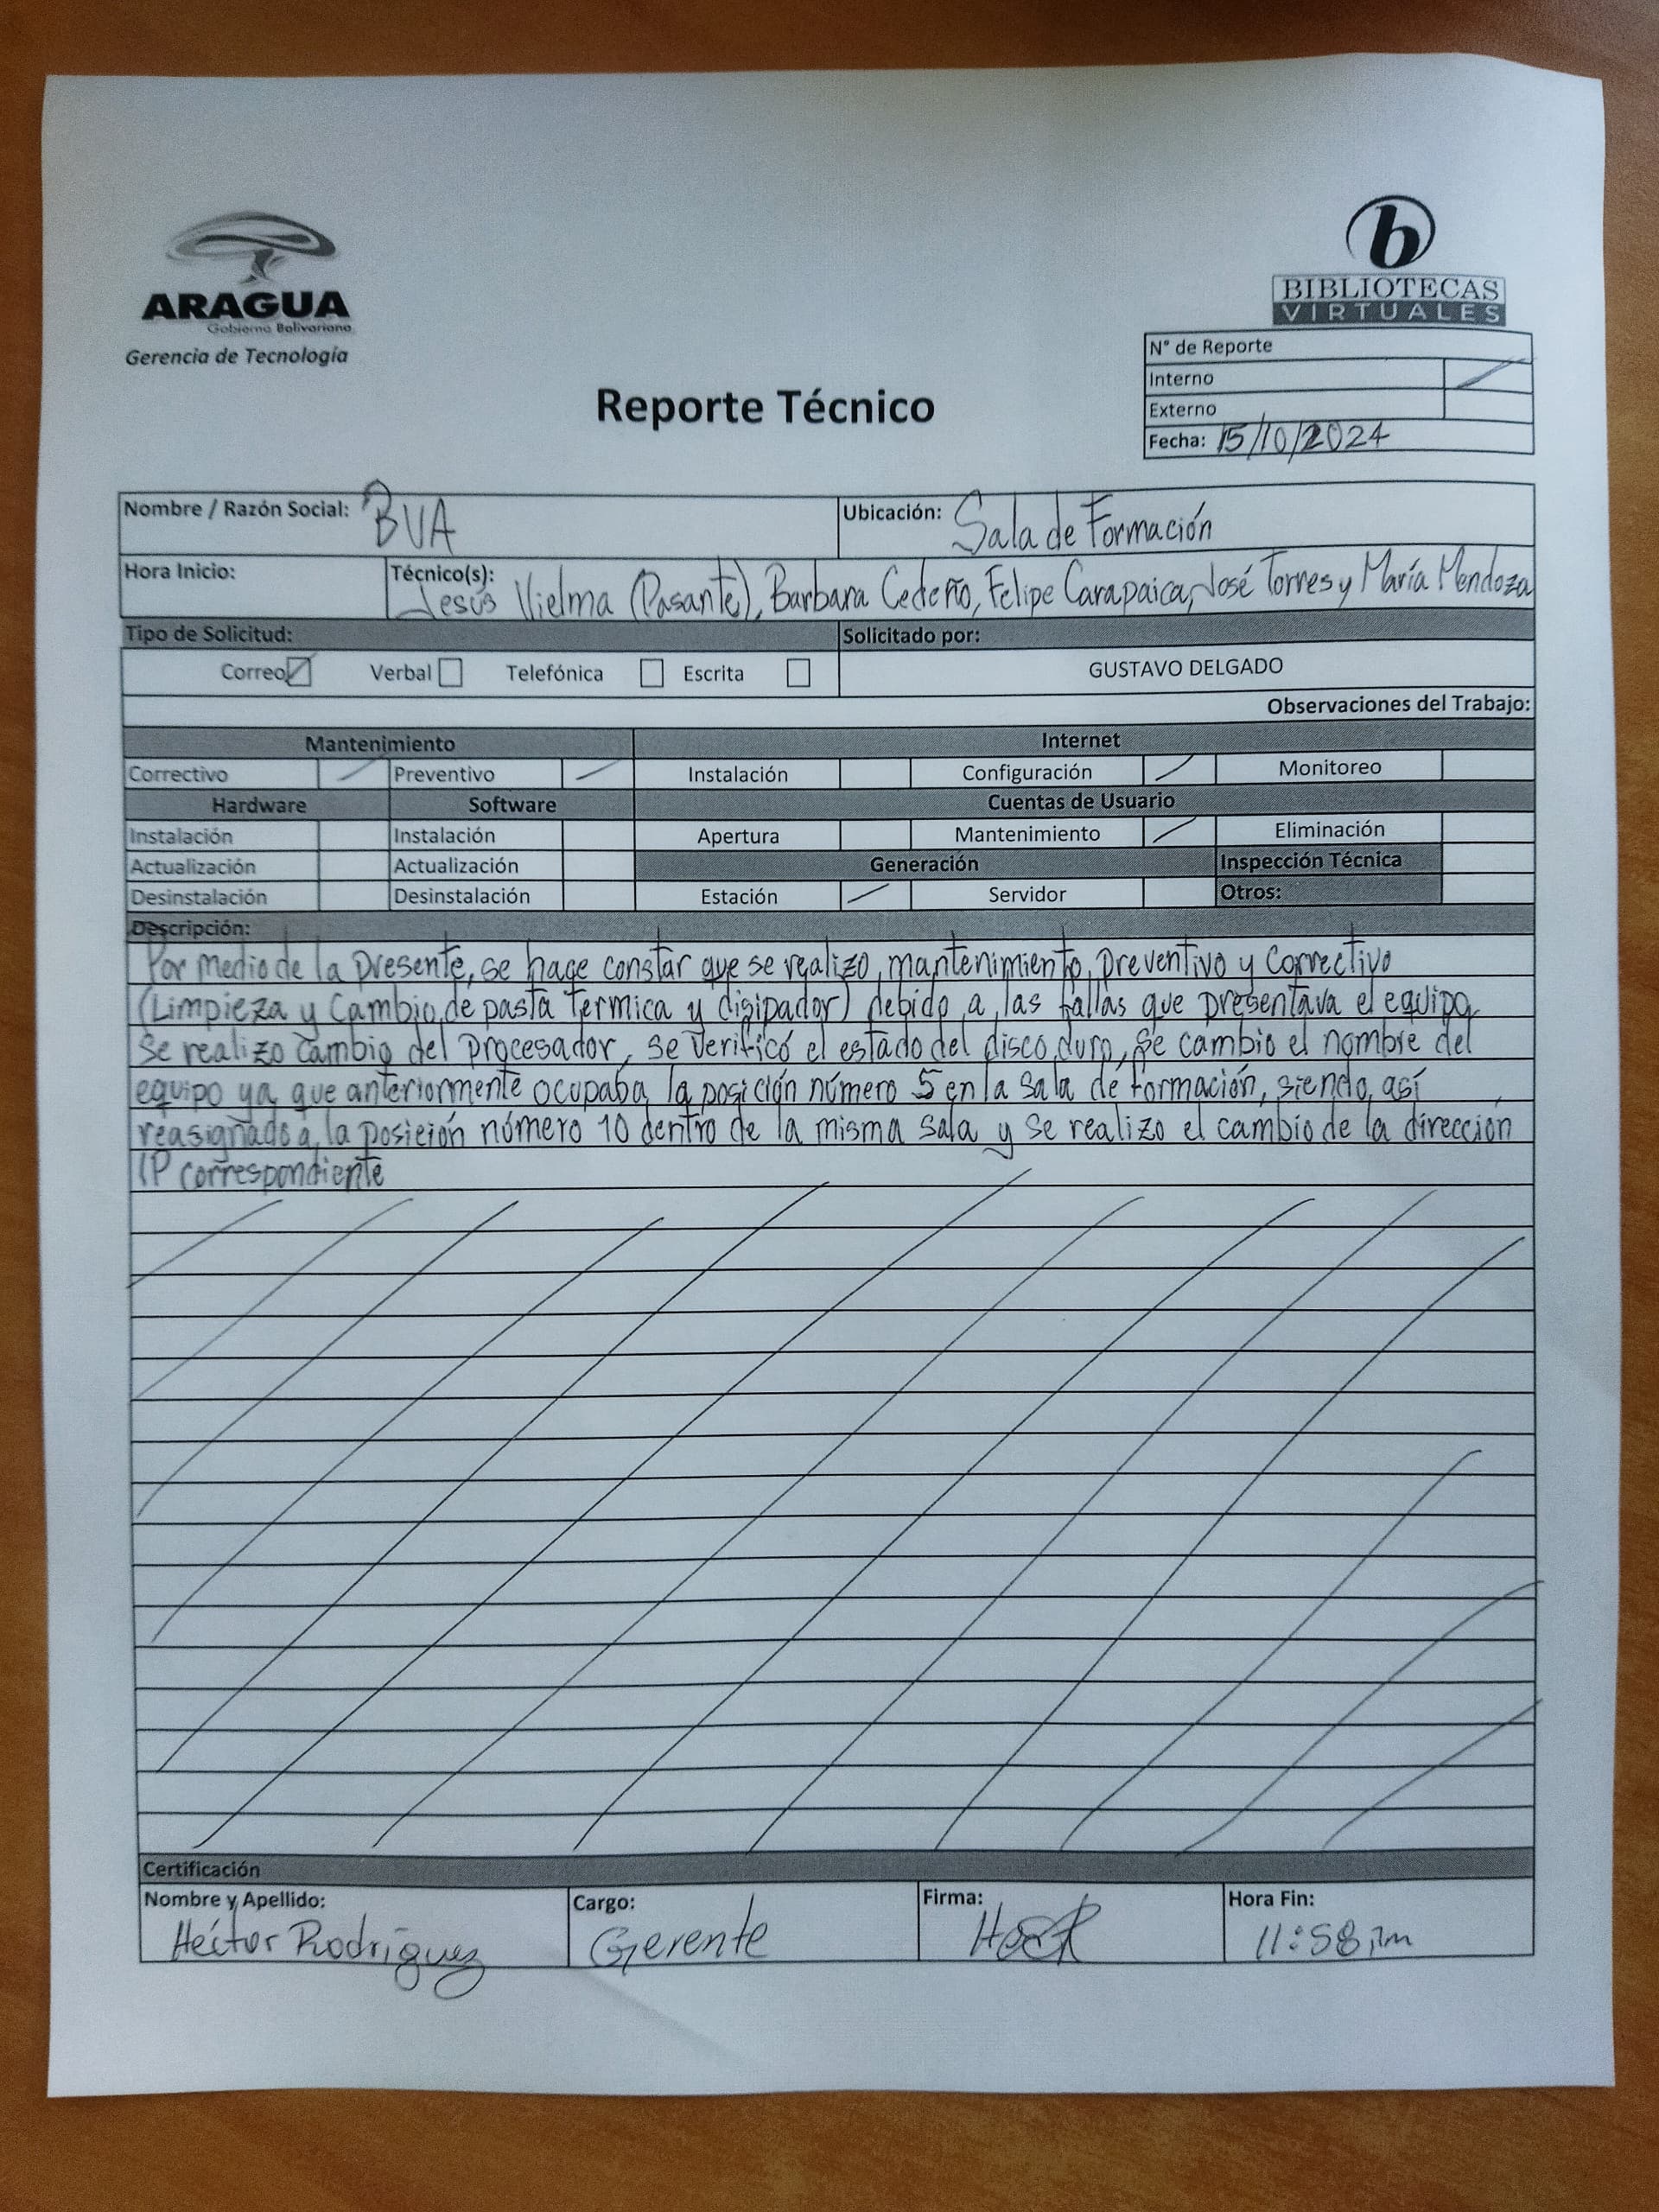 ARAGUA
Gobierno Bolivariano
Gerencia de Tecnología
b
BIBLIOTECAS
VIRTUALES
N° de Reporte
Interno
Externo
Fecha: 15/10/2024
Reporte Técnico
Nombre / Razón Social: BVA Ubicación: Sala de Formación
Hora Inicio: Técnico(s): Jesús Vielma (Pasante), Barbara Cedeño, Felipe Carapaica, José Torres y María Mendoza
Tipo de Solicitud: Solicitado por:
Correo Verbal Telefónica Escrita GUSTAVO DELGADO
Observaciones del Trabajo:
Mantenimiento Internet
Correctivo Preventivo Instalación Configuración Monitoreo
Hardware Software Cuentas de Usuario
Instalación Instalación Apertura Mantenimiento Eliminación
Actualización Actualización Generación Inspección Técnica
Desinstalación Desinstalación Estación Servidor Otros:
Descripción:
Por medio de la presente, se hace constar que se realizo mantenimiento preventivo y correctivo
(Limpieza y Cambio de pasta termica y disipador) debido a las fallas que presentava el equipo,
Se realizo cambio del procesador, se verificó el estado del disco duro, se cambio el nombre del
equipo ya que anteriormente ocupaba la posición número 5 en la sala de formación, siendo así
reasignado a la posición número 10 dentro de la misma sala y se realizo el cambio de la dirección
IP correspondiente
Certificación
Nombre y Apellido: Cargo: Firma: Hora Fin:
Héctor Rodríguez Gerente 11:58